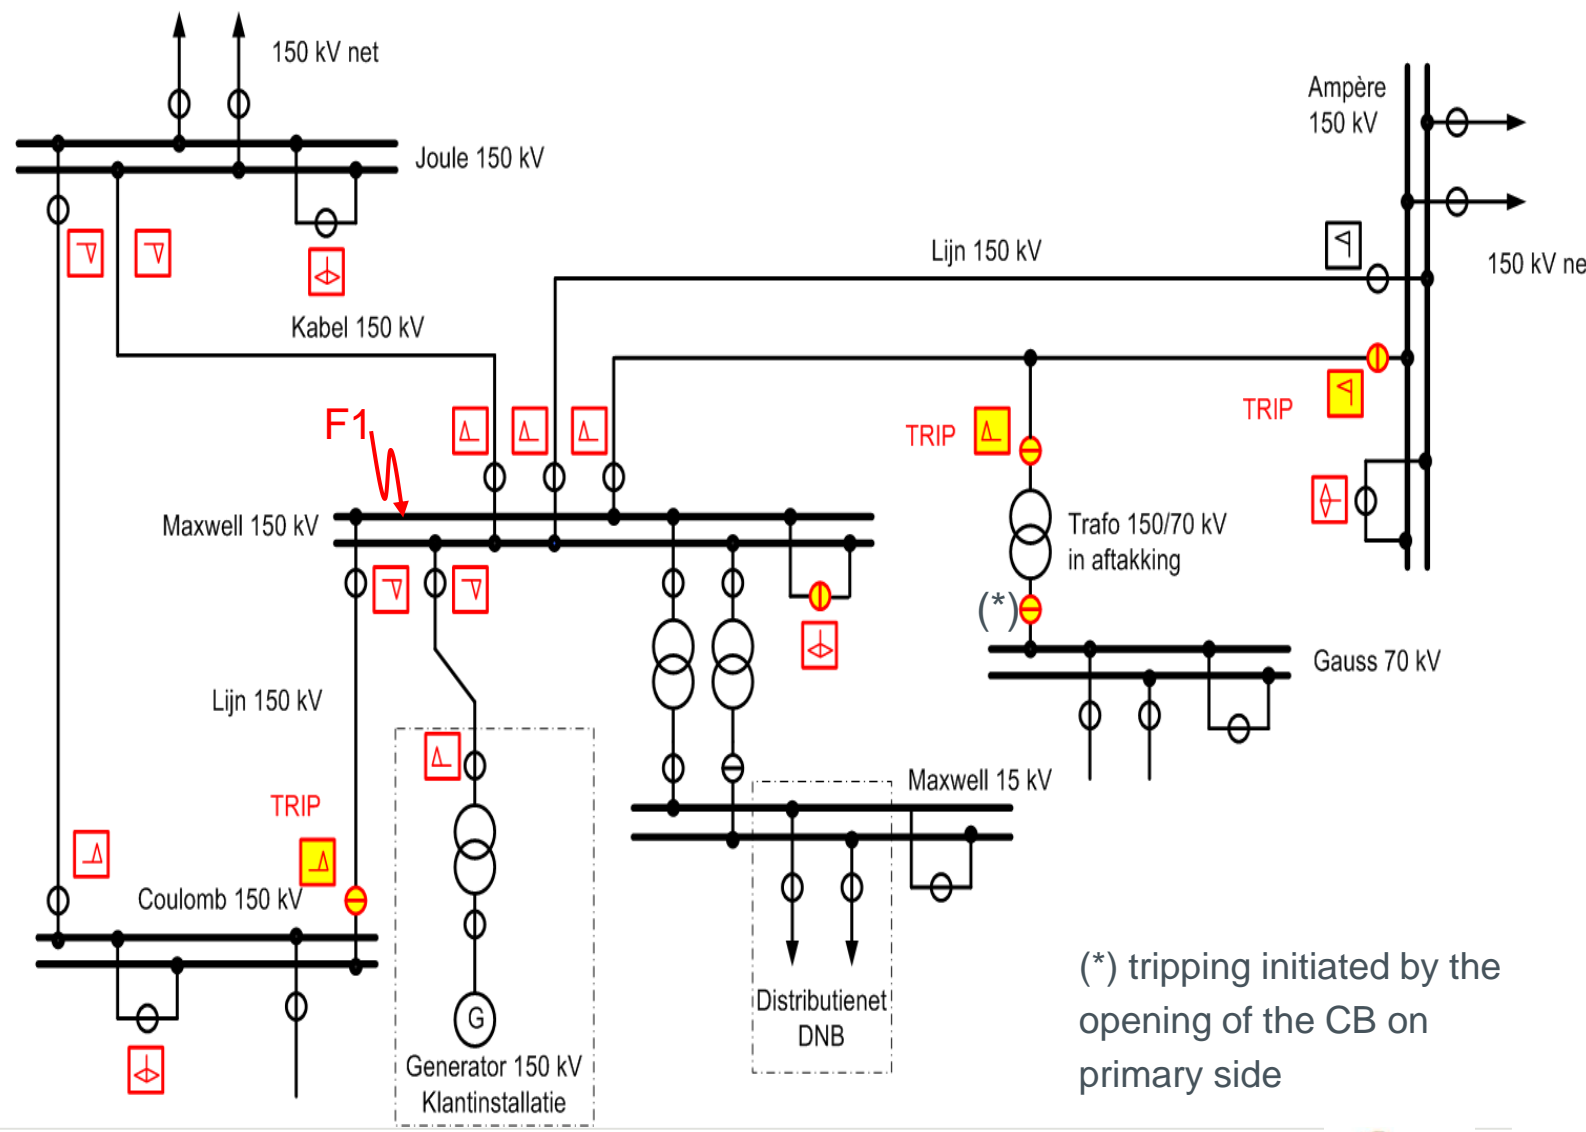 150 kV net
Joule 150 kV
Ampère
150 kV
150 kV ne
Lijn 150 kV
Kabel 150 kV
TRIP
F1
TRIP
Maxwell 150 kV
Trafo 150/70 kV
in aftakking
(*)
Gauss 70 kV
Lijn 150 kV
Maxwell 15 kV
TRIP
Coulomb 150 kV
G
Distributienet
DNB
Generator 150 kV
Klantinstallatie
(*) tripping initiated by the
opening of the CB on
primary side